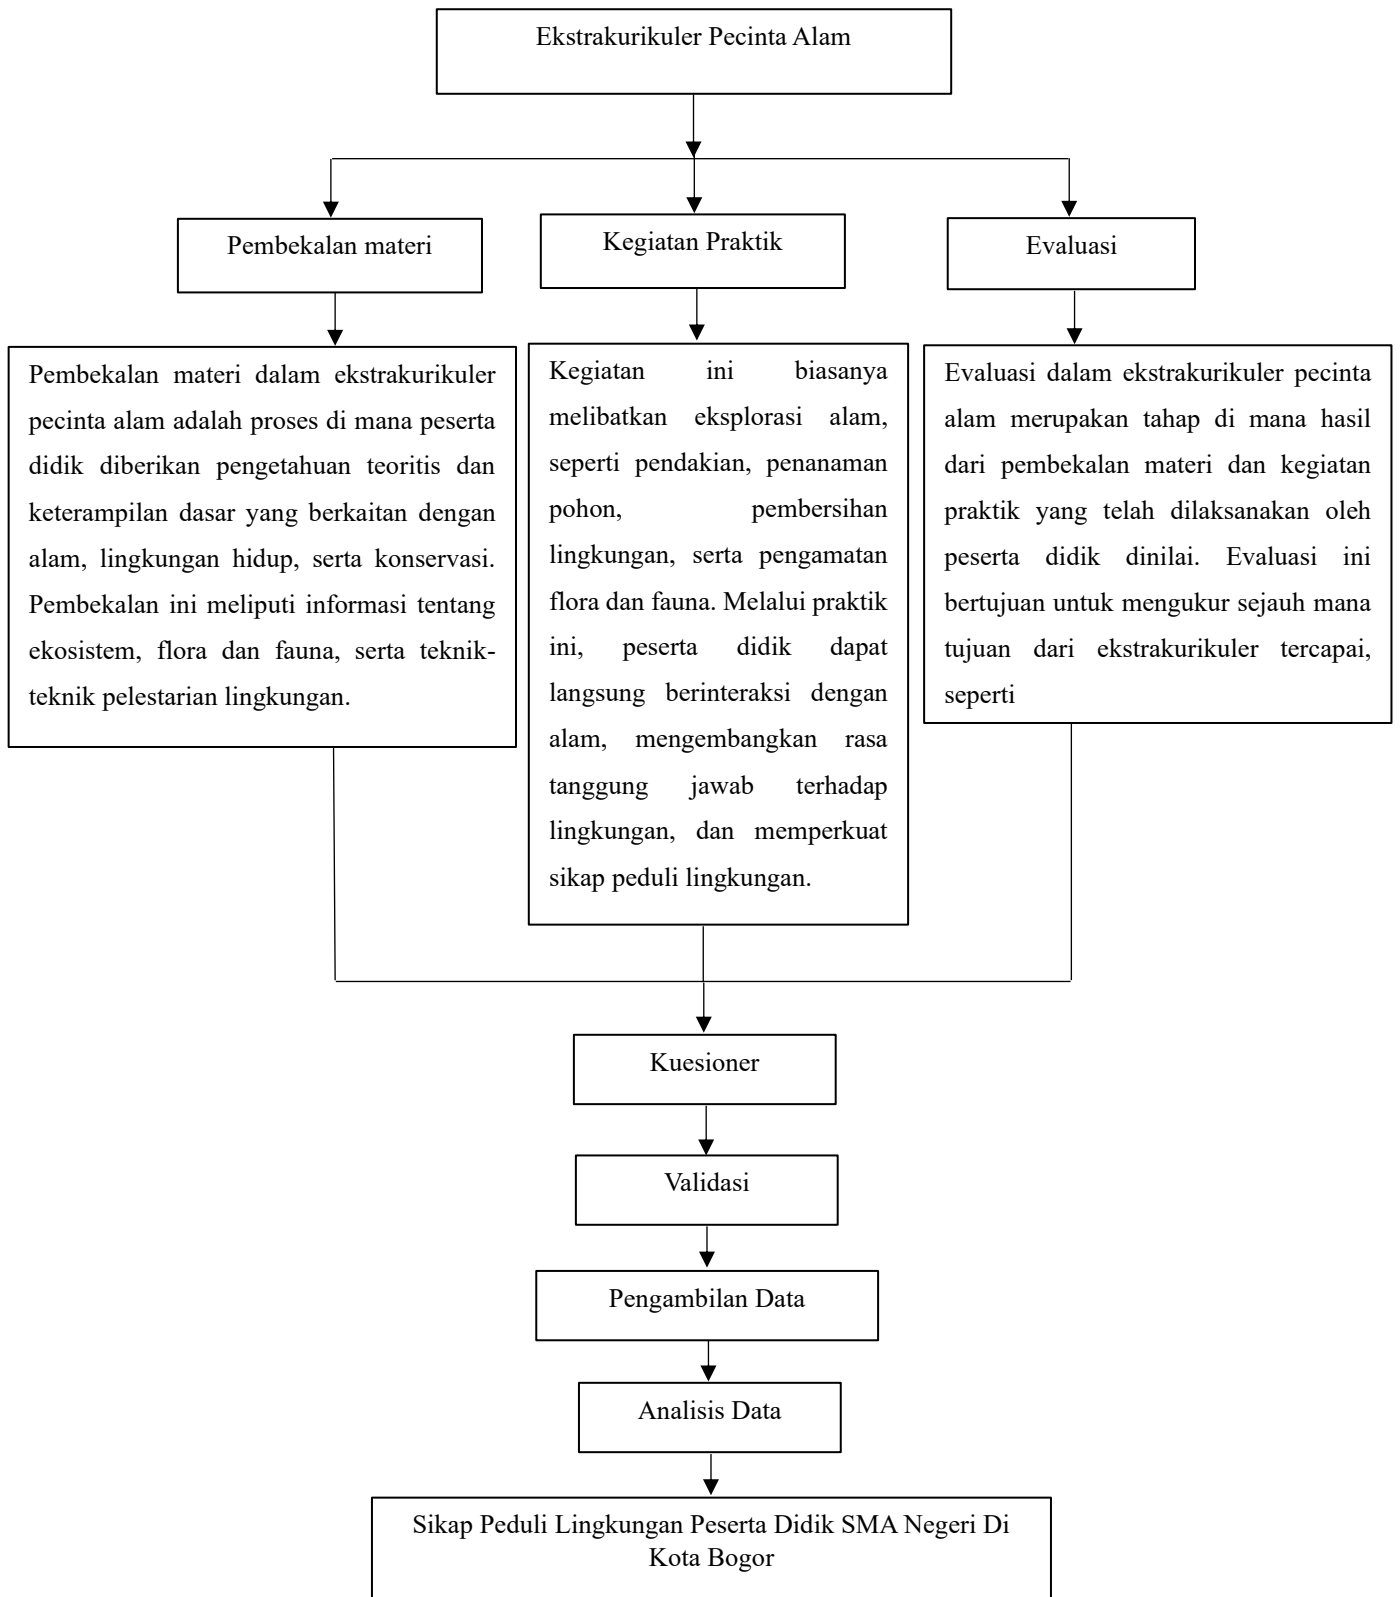 Ekstrakurikuler Pecinta Alam
Pembekalan materi
Kegiatan Praktik
Evaluasi
Pembekalan materi dalam ekstrakurikuler
pecinta alam adalah proses di mana peserta
didik diberikan pengetahuan teoritis dan
keterampilan dasar yang berkaitan dengan
alam, lingkungan hidup, serta konservasi.
Pembekalan ini meliputi informasi tentang
ekosistem, flora dan fauna, serta teknik-
teknik pelestarian lingkungan.
Kegiatan ini biasanya
melibatkan eksplorasi alam,
seperti pendakian, penanaman
pohon, pembersihan
lingkungan, serta pengamatan
flora dan fauna. Melalui praktik
ini, peserta didik dapat
langsung berinteraksi dengan
alam, mengembangkan rasa
tanggung jawab terhadap
lingkungan, dan memperkuat
sikap peduli lingkungan.
Evaluasi dalam ekstrakurikuler pecinta
alam merupakan tahap di mana hasil
dari pembekalan materi dan kegiatan
praktik yang telah dilaksanakan oleh
peserta didik dinilai. Evaluasi ini
bertujuan untuk mengukur sejauh mana
tujuan dari ekstrakurikuler tercapai,
seperti
Kuesioner
Validasi
Pengambilan Data
Analisis Data
Sikap Peduli Lingkungan Peserta Didik SMA Negeri Di
Kota Bogor